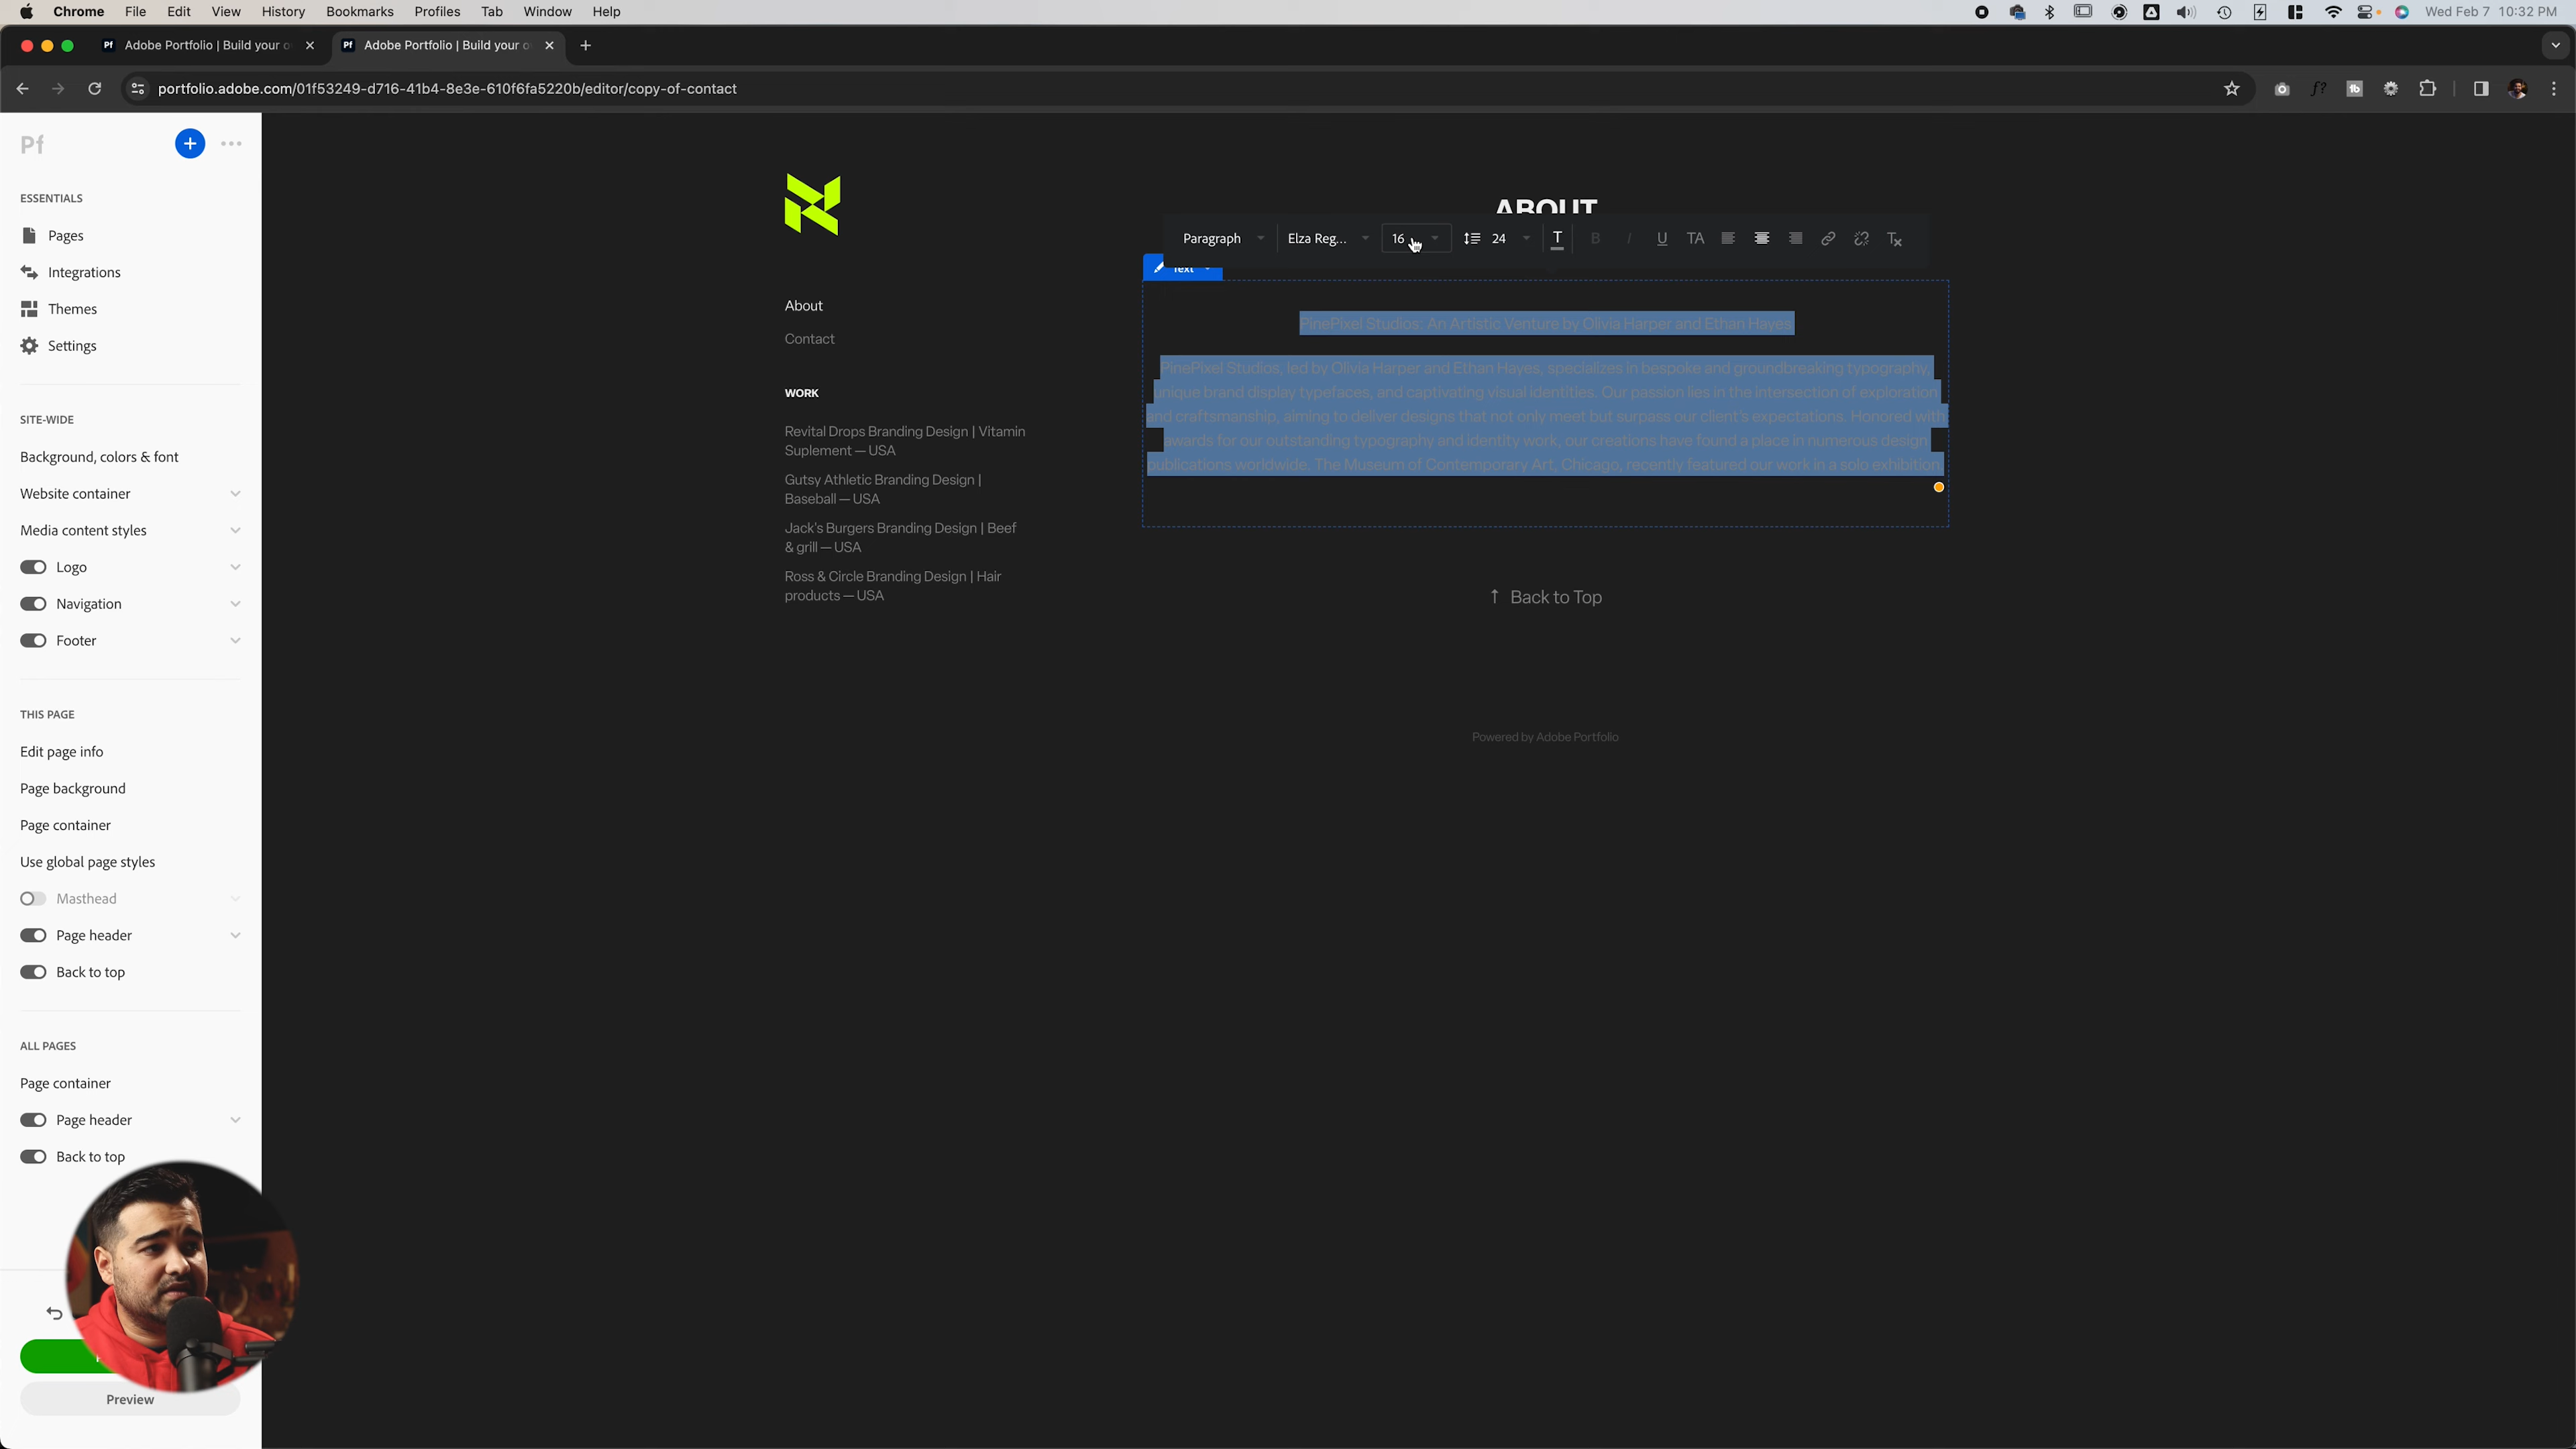 Chrome File Edit View History Bookmarks Profiles Tab Window Help
Wed Feb 7 10:32 PM
Adobe Portfolio | Build your o
Adobe Portfolio | Build your o
portfolio.adobe.com/01f53249-d716-41b4-8e3e-610f6fa5220b/editor/copy-of-contact
Pf
ESSENTIALS
Pages
Integrations
Themes
Settings
SITE-WIDE
Background, colors & font
Website container
Media content styles
Logo
Navigation
Footer
THIS PAGE
Edit page info
Page background
Page container
Use global page styles
Masthead
Page header
Back to top
ALL PAGES
Page container
Page header
Back to top
Preview
About
Contact
WORK
Revital Drops Branding Design | Vitamin
Suplement — USA
Gutsy Athletic Branding Design |
Baseball — USA
Jack's Burgers Branding Design | Beef
& grill — USA
Ross & Circle Branding Design | Hair
products — USA
ABOUT
Paragraph Elza Reg... 16 24 T B I U TA
Text
PinePixel Studios: An Artistic Venture by Olivia Harper and Ethan Hayes
PinePixel Studios, led by Olivia Harper and Ethan Hayes, specializes in bespoke and groundbreaking typography,
unique brand display typefaces, and captivating visual identities. Our passion lies in the intersection of exploration
and craftsmanship, aiming to deliver designs that not only meet but surpass our client's expectations. Honored with
awards for our outstanding typography and identity work, our creations have found a place in numerous design
publications worldwide. The Museum of Contemporary Art, Chicago, recently featured our work in a solo exhibition.
↑ Back to Top
Powered by Adobe Portfolio